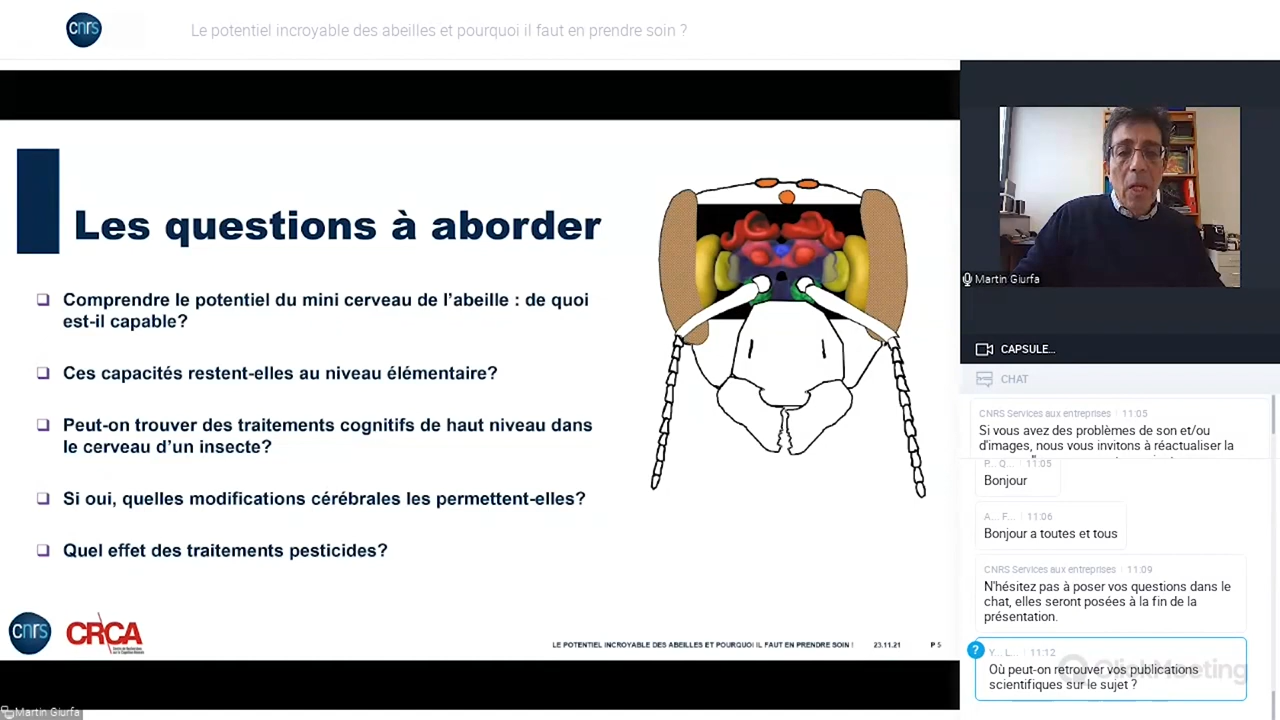 cnrs
Le potentiel incroyable des abeilles et pourquoi il faut en prendre soin ?
Les questions à aborder
Comprendre le potentiel du mini cerveau de l'abeille : de quoi
est-il capable?
Ces capacités restent-elles au niveau élémentaire?
Peut-on trouver des traitements cognitifs de haut niveau dans
le cerveau d'un insecte?
Si oui, quelles modifications cérébrales les permettent-elles?
Quel effet des traitements pesticides?
cnrs
CRCA
LE POTENTIEL INCROYABLE DES ABEILLES ET POURQUOI IL FAUT EN PRENDRE SOIN !
23.11.21
P 5
Martin Giurfa
Martin Giurfa
CAPSULE...
CHAT
CNRS Services aux entreprises 11:05
Si vous avez des problèmes de son et/ou
d'images, nous vous invitons à réactualiser la
P... Q... 11:05
Bonjour
A... F... 11:06
Bonjour a toutes et tous
CNRS Services aux entreprises 11:09
N'hésitez pas à poser vos questions dans le
chat, elles seront posées à la fin de la
présentation.
?
Y... L... 11:12
Où peut-on retrouver vos publications
scientifiques sur le sujet ?
ClickMeeting